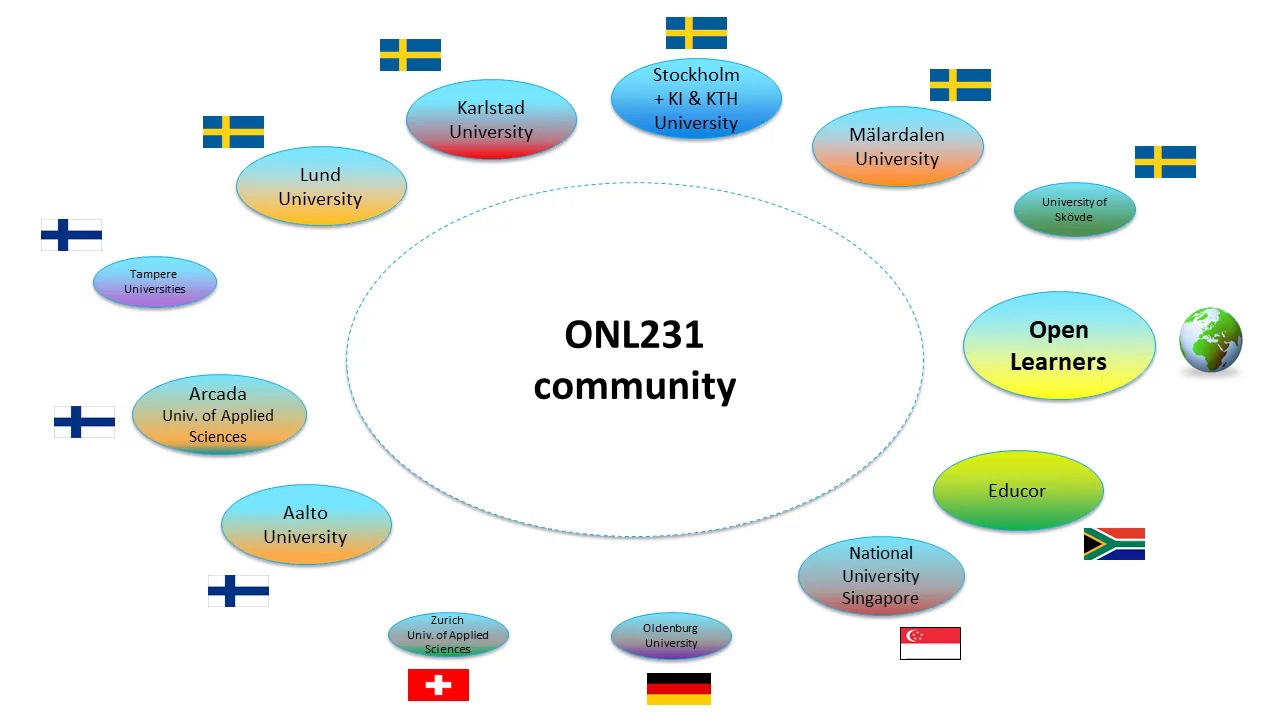 Stockholm
+ KI & KTH
University
Karlstad
University
Mälardalen
University
Lund
University
University of
Skövde
Tampere
Universities
ONL231
community
Open
Learners
Arcada
Univ. of Applied
Sciences
Educor
Aalto
University
National
University
Singapore
Zurich
Univ. of Applied
Sciences
Oldenburg
University